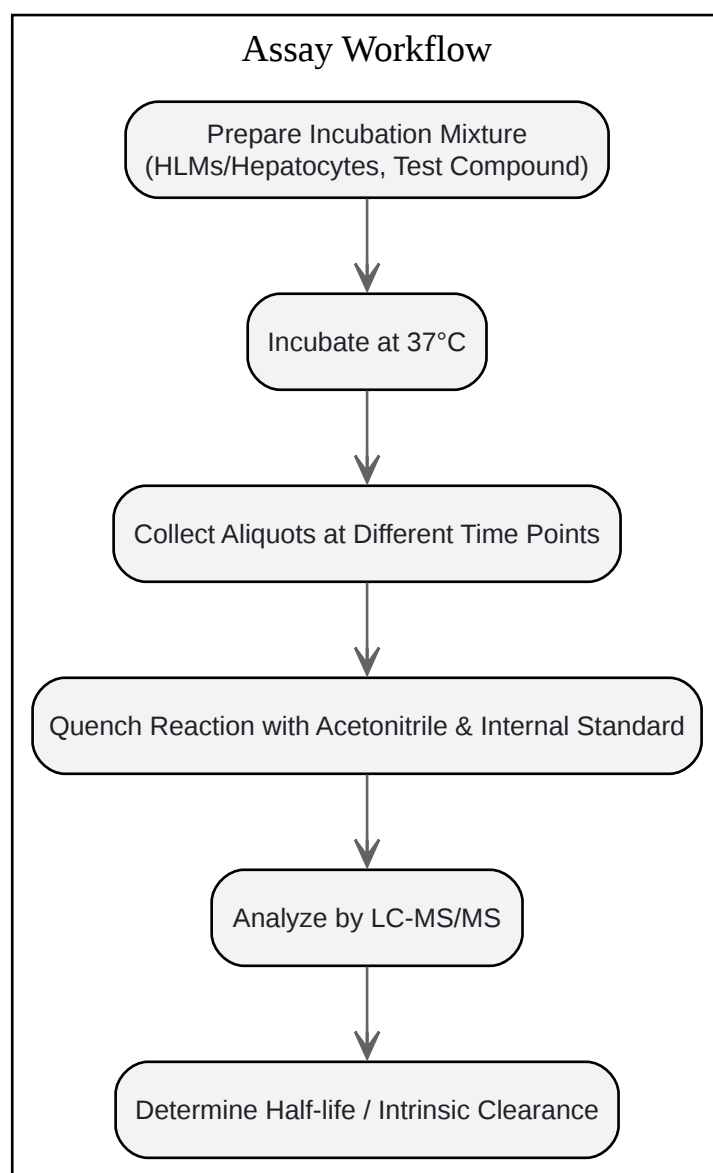 Assay Workflow
Prepare Incubation Mixture
(HLMs/Hepatocytes, Test Compound)
Incubate at 37°C
Collect Aliquots at Different Time Points
Quench Reaction with Acetonitrile & Internal Standard
Analyze by LC-MS/MS
Determine Half-life / Intrinsic Clearance